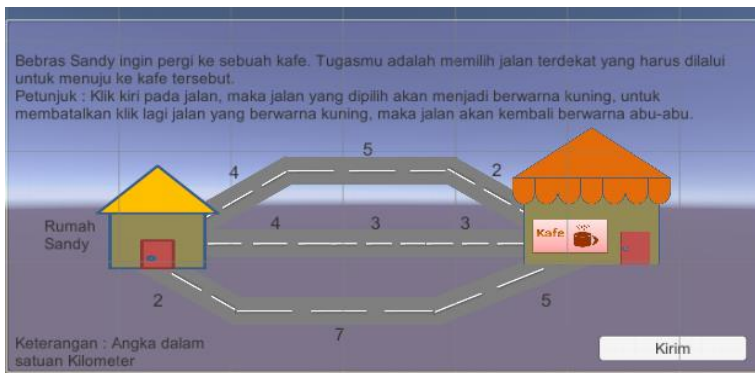 Bebras Sandy ingin pergi ke sebuah kafe. Tugasmu adalah memilih jalan terdekat yang harus dilalui
untuk menuju ke kafe tersebut.
Petunjuk : Klik kiri pada jalan, maka jalan yang dipilih akan menjadi berwarna kuning, untuk
membatalkan klik lagi jalan yang berwarna kuning, maka jalan akan kembali berwarna abu-abu.
5
4
2
Rumah
Sandy
4
3
3
Kafe
2
5
7
Keterangan : Angka dalam
satuan Kilometer
Kirim